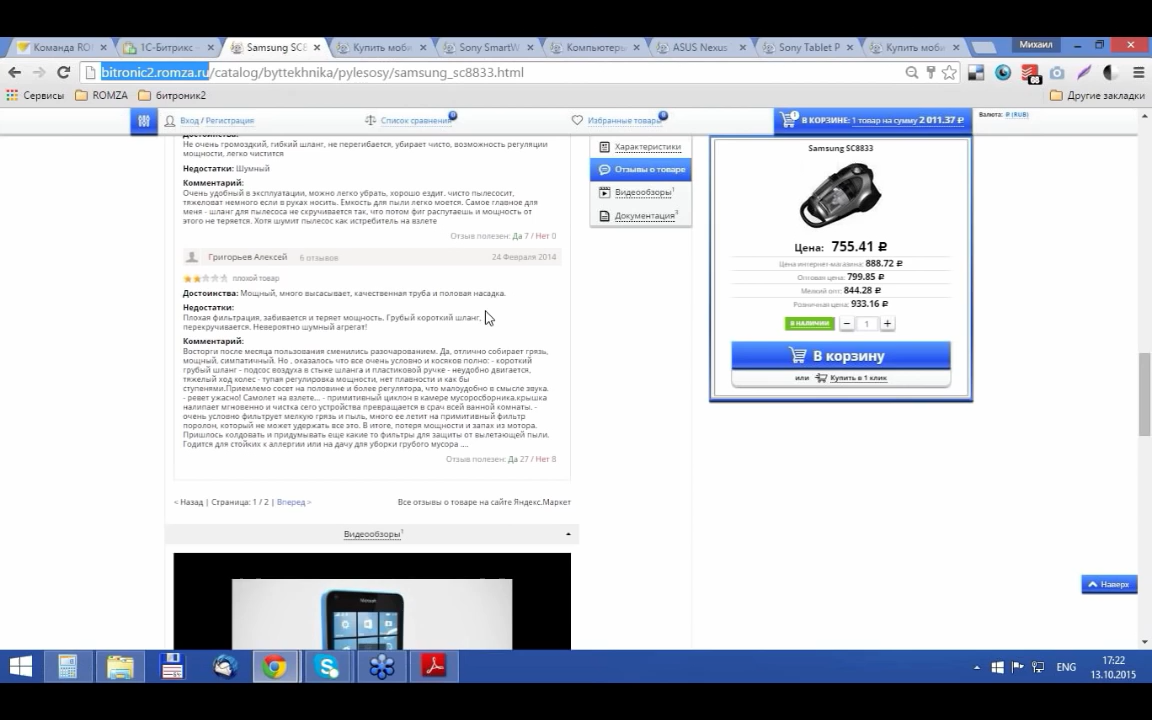 Команда RO
1С-Битрикс -
Samsung SC8
Купить моби
Sony SmartW
Компьютеры
ASUS Nexus
Sony Tablet P
Купить моби
Михаил
bitronic2.romza.ru/catalog/byttekhnika/pylesosy/samsung_sc8833.html
Сервисы
ROMZA
битроник2
Другие закладки
Вход / Регистрация
Список сравнения
Избранные товары
В КОРЗИНЕ: 1 товар на сумму 2 011.37 ₽
Валюта: ₽ (RUB)
Достоинства:
Не очень громоздкий, гибкий шланг, не перегибается, убирает чисто, возможность регуляции
мощности, легко чистится
Недостатки: Шумный
Комментарий:
Очень удобный в эксплуатации, можно легко убрать, хорошо ездит. чисто пылесосит,
тяжеловат немного если в руках носить. Емкость для пыли легко моется. Самое главное для
меня - шланг для пылесоса не скручивается так, что потом фиг распутаешь и мощность от
этого не теряется. Хотя шумит пылесос как истребитель на взлете
Отзыв полезен: Да 7 / Нет 0
Григорьев Алексей 6 отзывов 24 Февраля 2014
плохой товар
Достоинства: Мощный, много высасывает, качественная труба и половая насадка.
Недостатки:
Плохая фильтрация, забивается и теряет мощность. Грубый короткий шланг,
перекручивается. Невероятно шумный агрегат!
Комментарий:
Восторги после месяца пользования сменились разочарованием. Да, отлично собирает грязь,
мощный, симпатичный. Но , оказалось что все очень условно и косяков полно: - короткий
грубый шланг - подсос воздуха в стыке шланга и пластиковой ручке - неудобно двигается,
тяжелый ход колес - тупая регулировка мощности, нет плавности и как бы
ступенями.Приемлемо сосет на половине и более регулятора, что малоудобно в смысле звука.
- ревет ужасно! Самолет на взлете... - примитивный циклон в камере мусоросборника.крышка
налипает мгновенно и чистка сего устройства превращается в срач всей ванной комнаты. -
очень условно фильтрует мелкую грязь и пыль, много ее летит на примитивный фильтр
поролон, который не может удержать все это. В итоге, потеря мощности и запах из мотора.
Пришлось колдовать и придумывать еще какие то фильтры для защиты от вылетающей пыли.
Годится для стойких к аллергии или на дачу для уборки грубого мусора ....
Отзыв полезен: Да 27 / Нет 8
< Назад | Страница: 1 / 2 | Вперед >
Все отзывы о товаре на сайте Яндекс.Маркет
Видеообзоры1
Характеристики
Отзывы о товаре
Видеообзоры1
Документация3
Samsung SC8833
Цена: 755.41 ₽
Цена интернет-магазина: 888.72 ₽
Оптовая цена: 799.85 ₽
Мелкий опт: 844.28 ₽
Розничная цена: 933.16 ₽
В НАЛИЧИИ
− 1 +
В корзину
или Купить в 1 клик
Наверх
Microsoft
ENG
17:22
13.10.2015